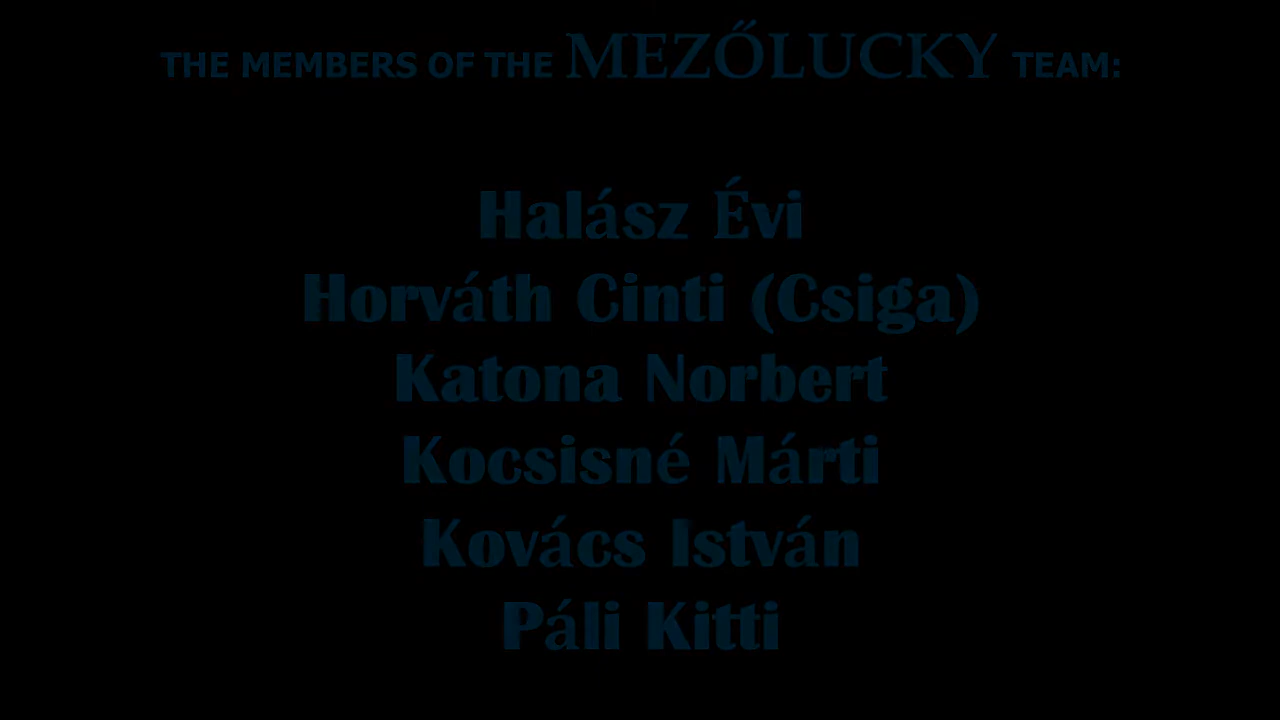 THE MEMBERS OF THE MEZŐLUCKY TEAM:
Halász Évi
Horváth Cinti (Csiga)
Katona Norbert
Kocsisné Márti
Kovács István
Páli Kitti